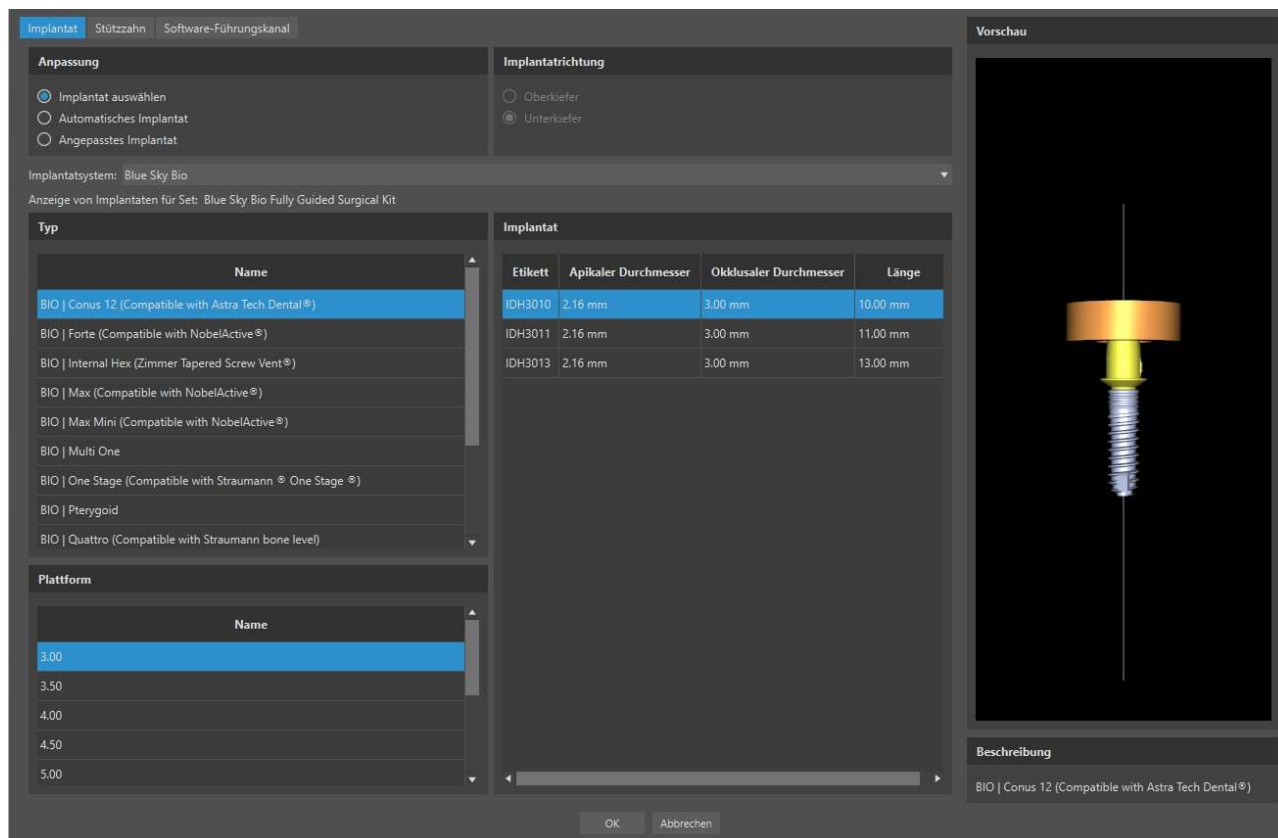 Implantat Stützzahn Software-Führungskanal
Anpassung
Implantat auswählen
Automatisches Implantat
Angepasstes Implantat
Implantatrichtung
Oberkiefer
Unterkiefer
Implantatsystem: Blue Sky Bio
Anzeige von Implantaten für Set: Blue Sky Bio Fully Guided Surgical Kit
Typ
Name
BIO | Conus 12 (Compatible with Astra Tech Dental®)
BIO | Forte (Compatible with NobelActive®)
BIO | Internal Hex (Zimmer Tapered Screw Vent®)
BIO | Max (Compatible with NobelActive®)
BIO | Max Mini (Compatible with NobelActive®)
BIO | Multi One
BIO | One Stage (Compatible with Straumann ® One Stage ®)
BIO | Pterygoid
BIO | Quattro (Compatible with Straumann bone level)
Plattform
Name
3.00
3.50
4.00
4.50
5.00
Implantat
Etikett Apikaler Durchmesser Okklusaler Durchmesser Länge
IDH3010 2.16 mm 3.00 mm 10.00 mm
IDH3011 2.16 mm 3.00 mm 11.00 mm
IDH3013 2.16 mm 3.00 mm 13.00 mm
Vorschau
Beschreibung
BIO | Conus 12 (Compatible with Astra Tech Dental®)
OK Abbrechen